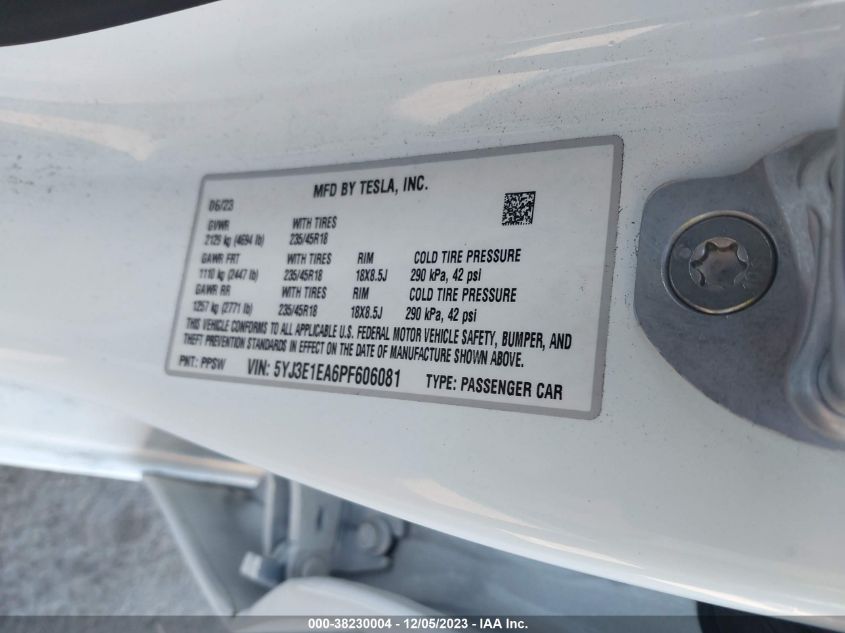 MFD BY TESLA, INC.
06/23
GVWR WITH TIRES
2129 kg (4694 lb) 235/45R18
GAWR FRT WITH TIRES RIM COLD TIRE PRESSURE
1110 kg (2447 lb) 235/45R18 18X8.5J 290 kPa, 42 psi
GAWR RR WITH TIRES RIM COLD TIRE PRESSURE
1257 kg (2771 lb) 235/45R18 18X8.5J 290 kPa, 42 psi
THIS VEHICLE CONFORMS TO ALL APPLICABLE U.S. FEDERAL MOTOR VEHICLE SAFETY, BUMPER, AND
THEFT PREVENTION STANDARDS IN EFFECT ON THE DATE OF MANUFACTURE SHOWN ABOVE.
PNT: PPSW VIN: 5YJ3E1EA6PF606081 TYPE: PASSENGER CAR
000-38230004 - 12/05/2023 - IAA Inc.